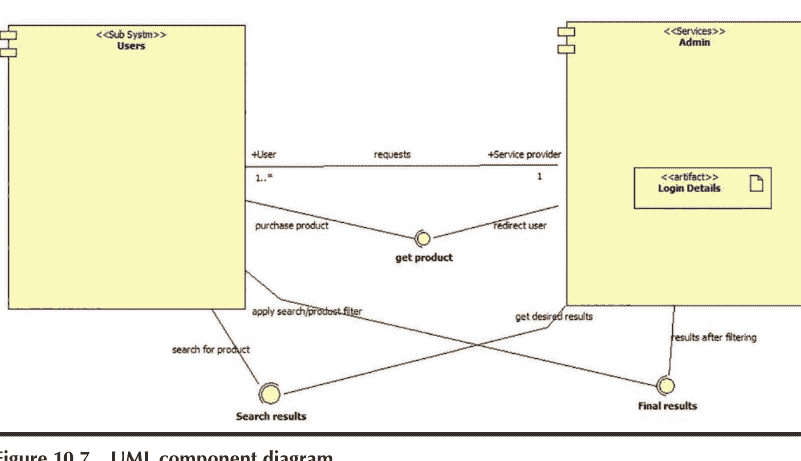 <<Sub Systm>>
Users
<<Services>>
Admin
+User
requests
+Service provider
1..*
1
<<artifact>>
Login Details
purchase product
redirect user
get product
apply search/product filter
get desired results
search for product
results after filtering
Search results
Final results
Figure 10.7 UML component diagram